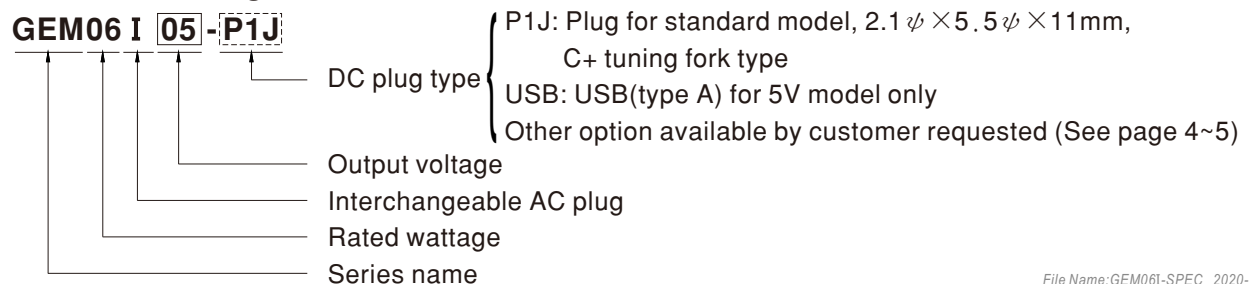 GEM06 I 05 - P1J
P1J: Plug for standard model, 2.1ψ×5.5ψ×11mm,
C+ tuning fork type
DC plug type
USB: USB(type A) for 5V model only
Other option available by customer requested (See page 4~5)
Output voltage
Interchangeable AC plug
Rated wattage
Series name
File Name:GEM06I-SPEC 2020-